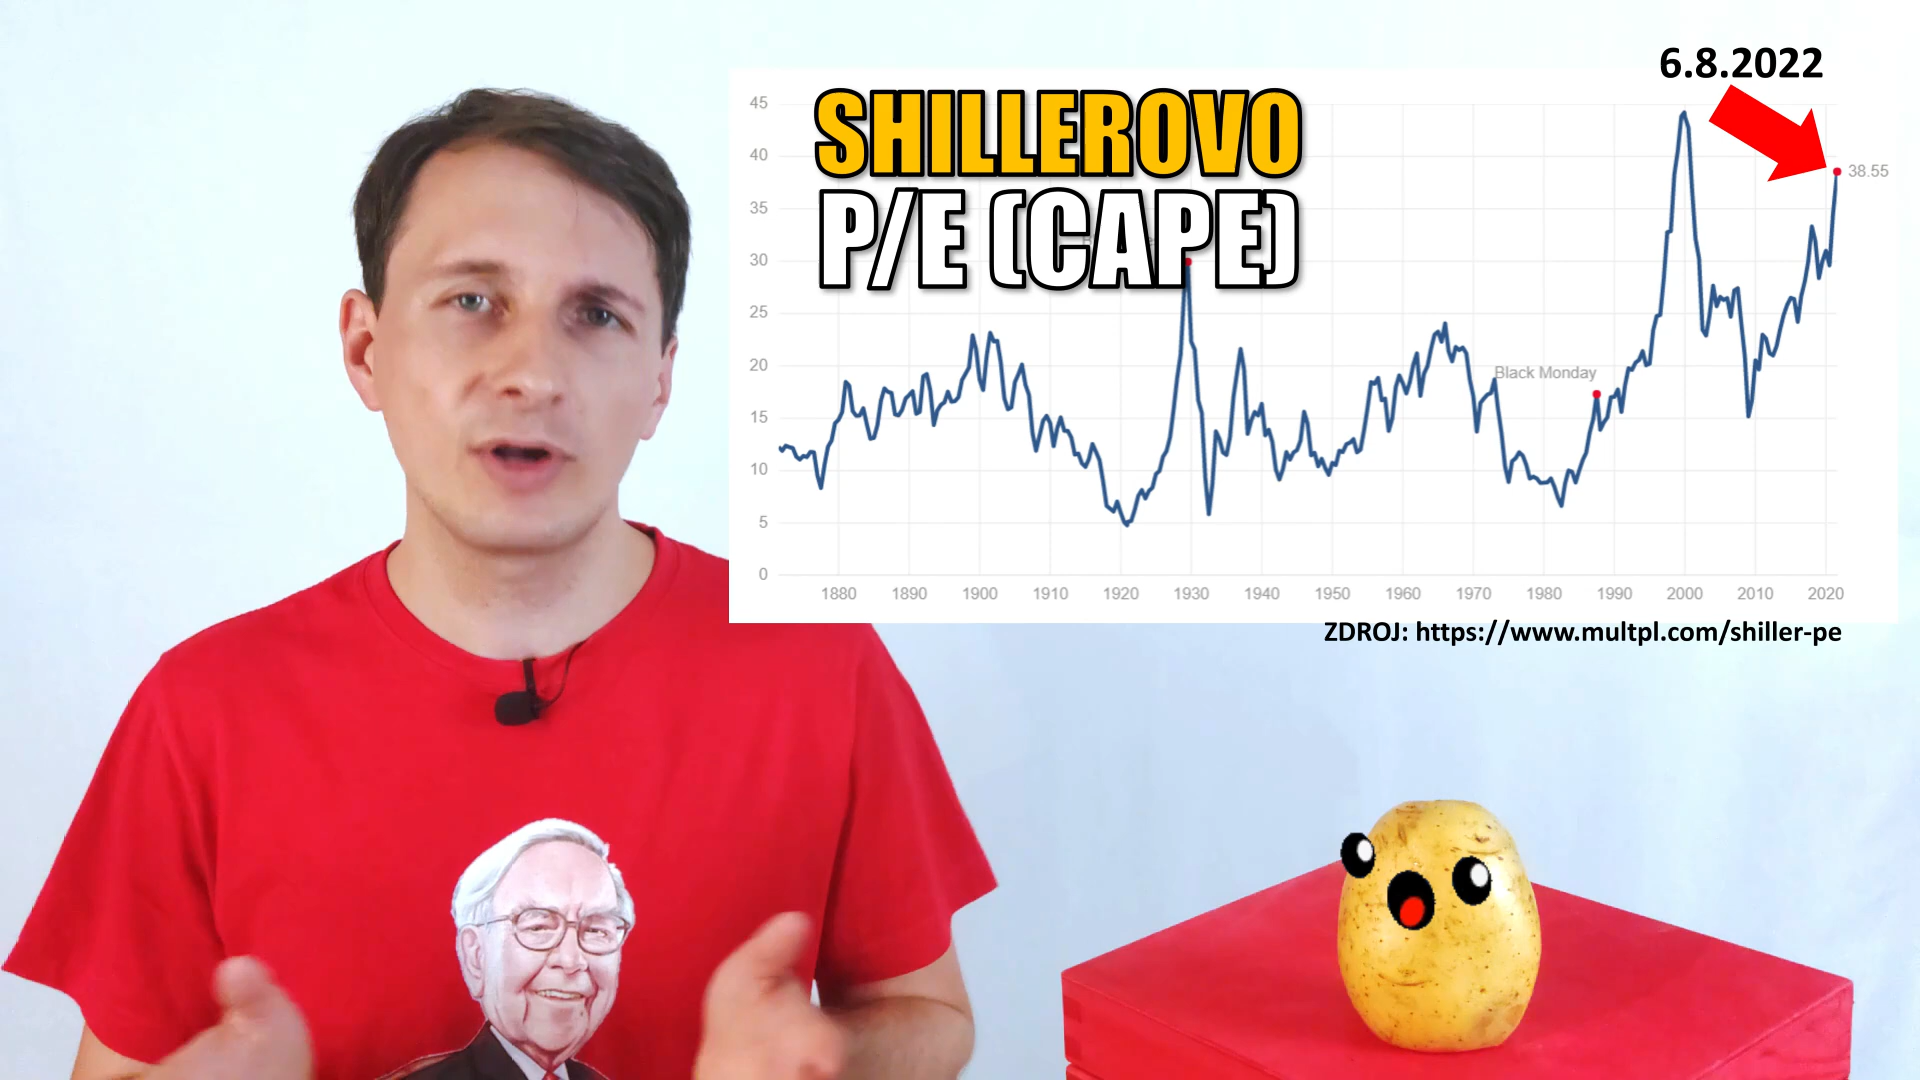 6.8.2022
SHILLEROVO
P/E (CAPE)
45
40
35
30
25
20
15
10
5
0
38.55
Black Monday
1880 1890 1900 1910 1920 1930 1940 1950 1960 1970 1980 1990 2000 2010 2020
ZDROJ: https://www.multpl.com/shiller-pe